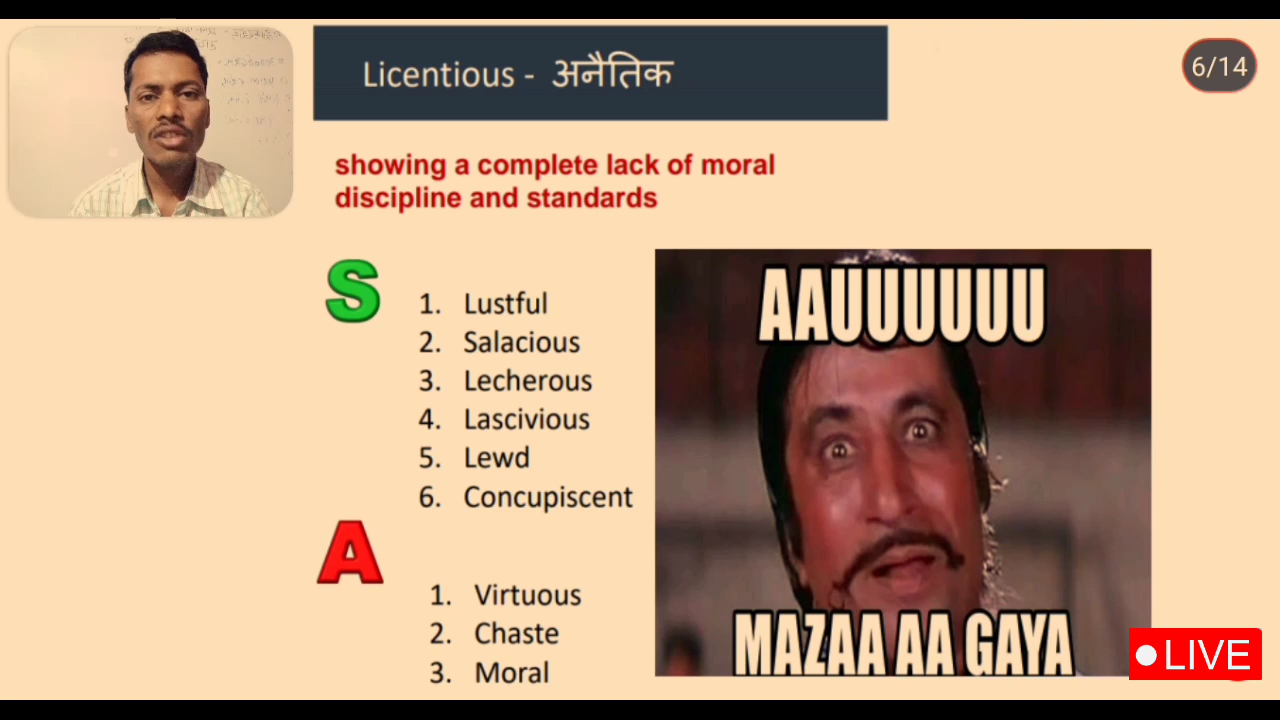 Licentious - अनैतिक
6/14
showing a complete lack of moral
discipline and standards
S
1. Lustful
2. Salacious
3. Lecherous
4. Lascivious
5. Lewd
6. Concupiscent
A
1. Virtuous
2. Chaste
3. Moral
AAUUUUUU
MAZAA AA GAYA
LIVE